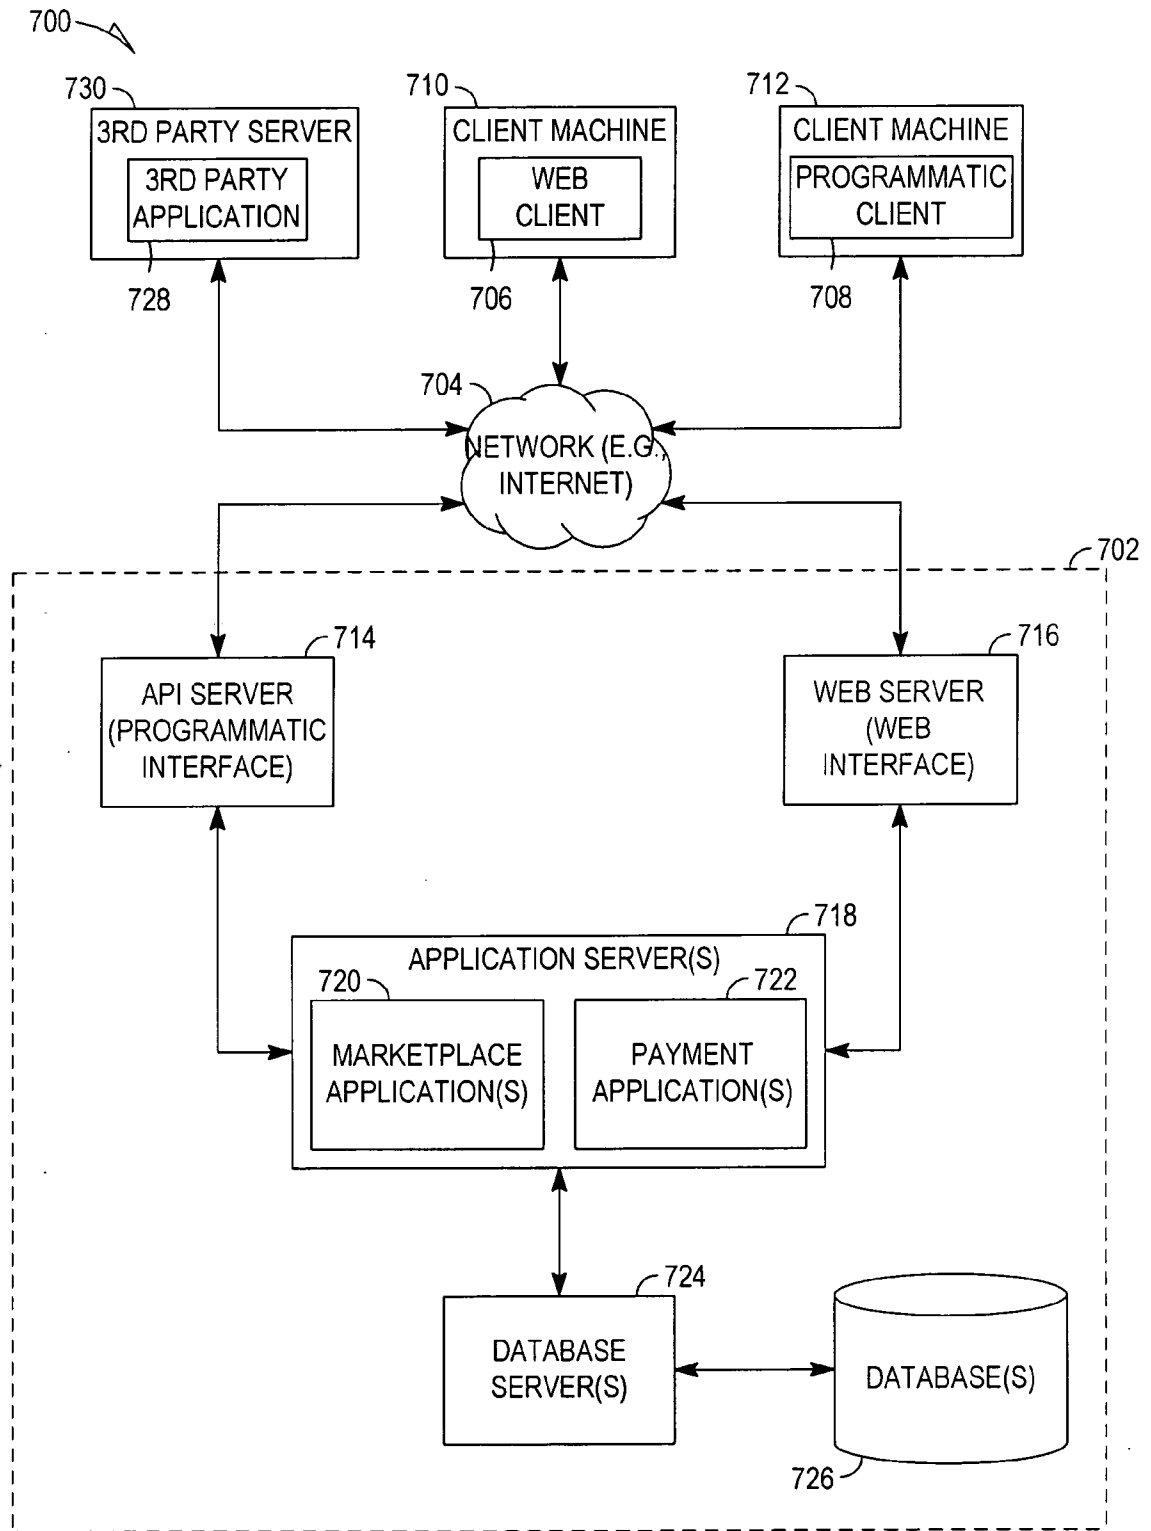 700
730
710
712
3RD PARTY SERVER
3RD PARTY
APPLICATION
728
CLIENT MACHINE
WEB
CLIENT
706
CLIENT MACHINE
PROGRAMMATIC
CLIENT
708
704
NETWORK (E.G.,
INTERNET)
702
714
API SERVER
(PROGRAMMATIC
INTERFACE)
716
WEB SERVER
(WEB
INTERFACE)
718
APPLICATION SERVER(S)
720
MARKETPLACE
APPLICATION(S)
722
PAYMENT
APPLICATION(S)
724
DATABASE
SERVER(S)
DATABASE(S)
726